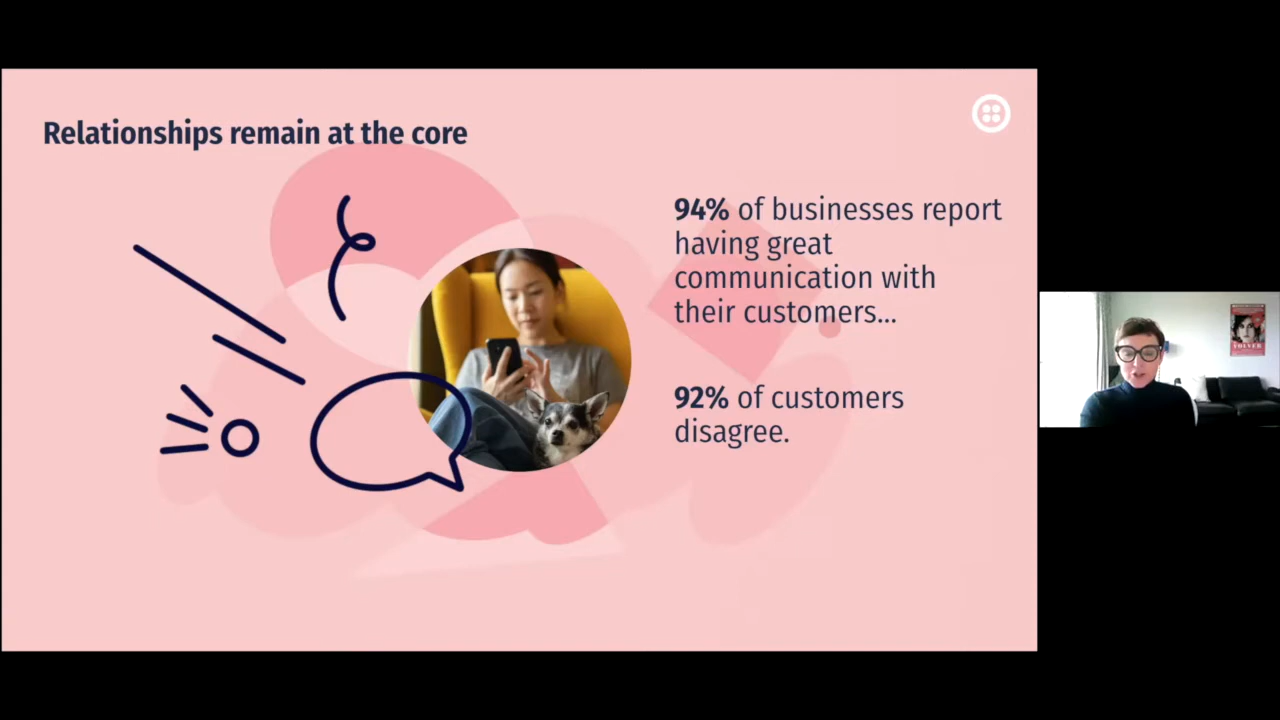 Relationships remain at the core
94% of businesses report
having great
communication with
their customers...
92% of customers
disagree.
VOLVER